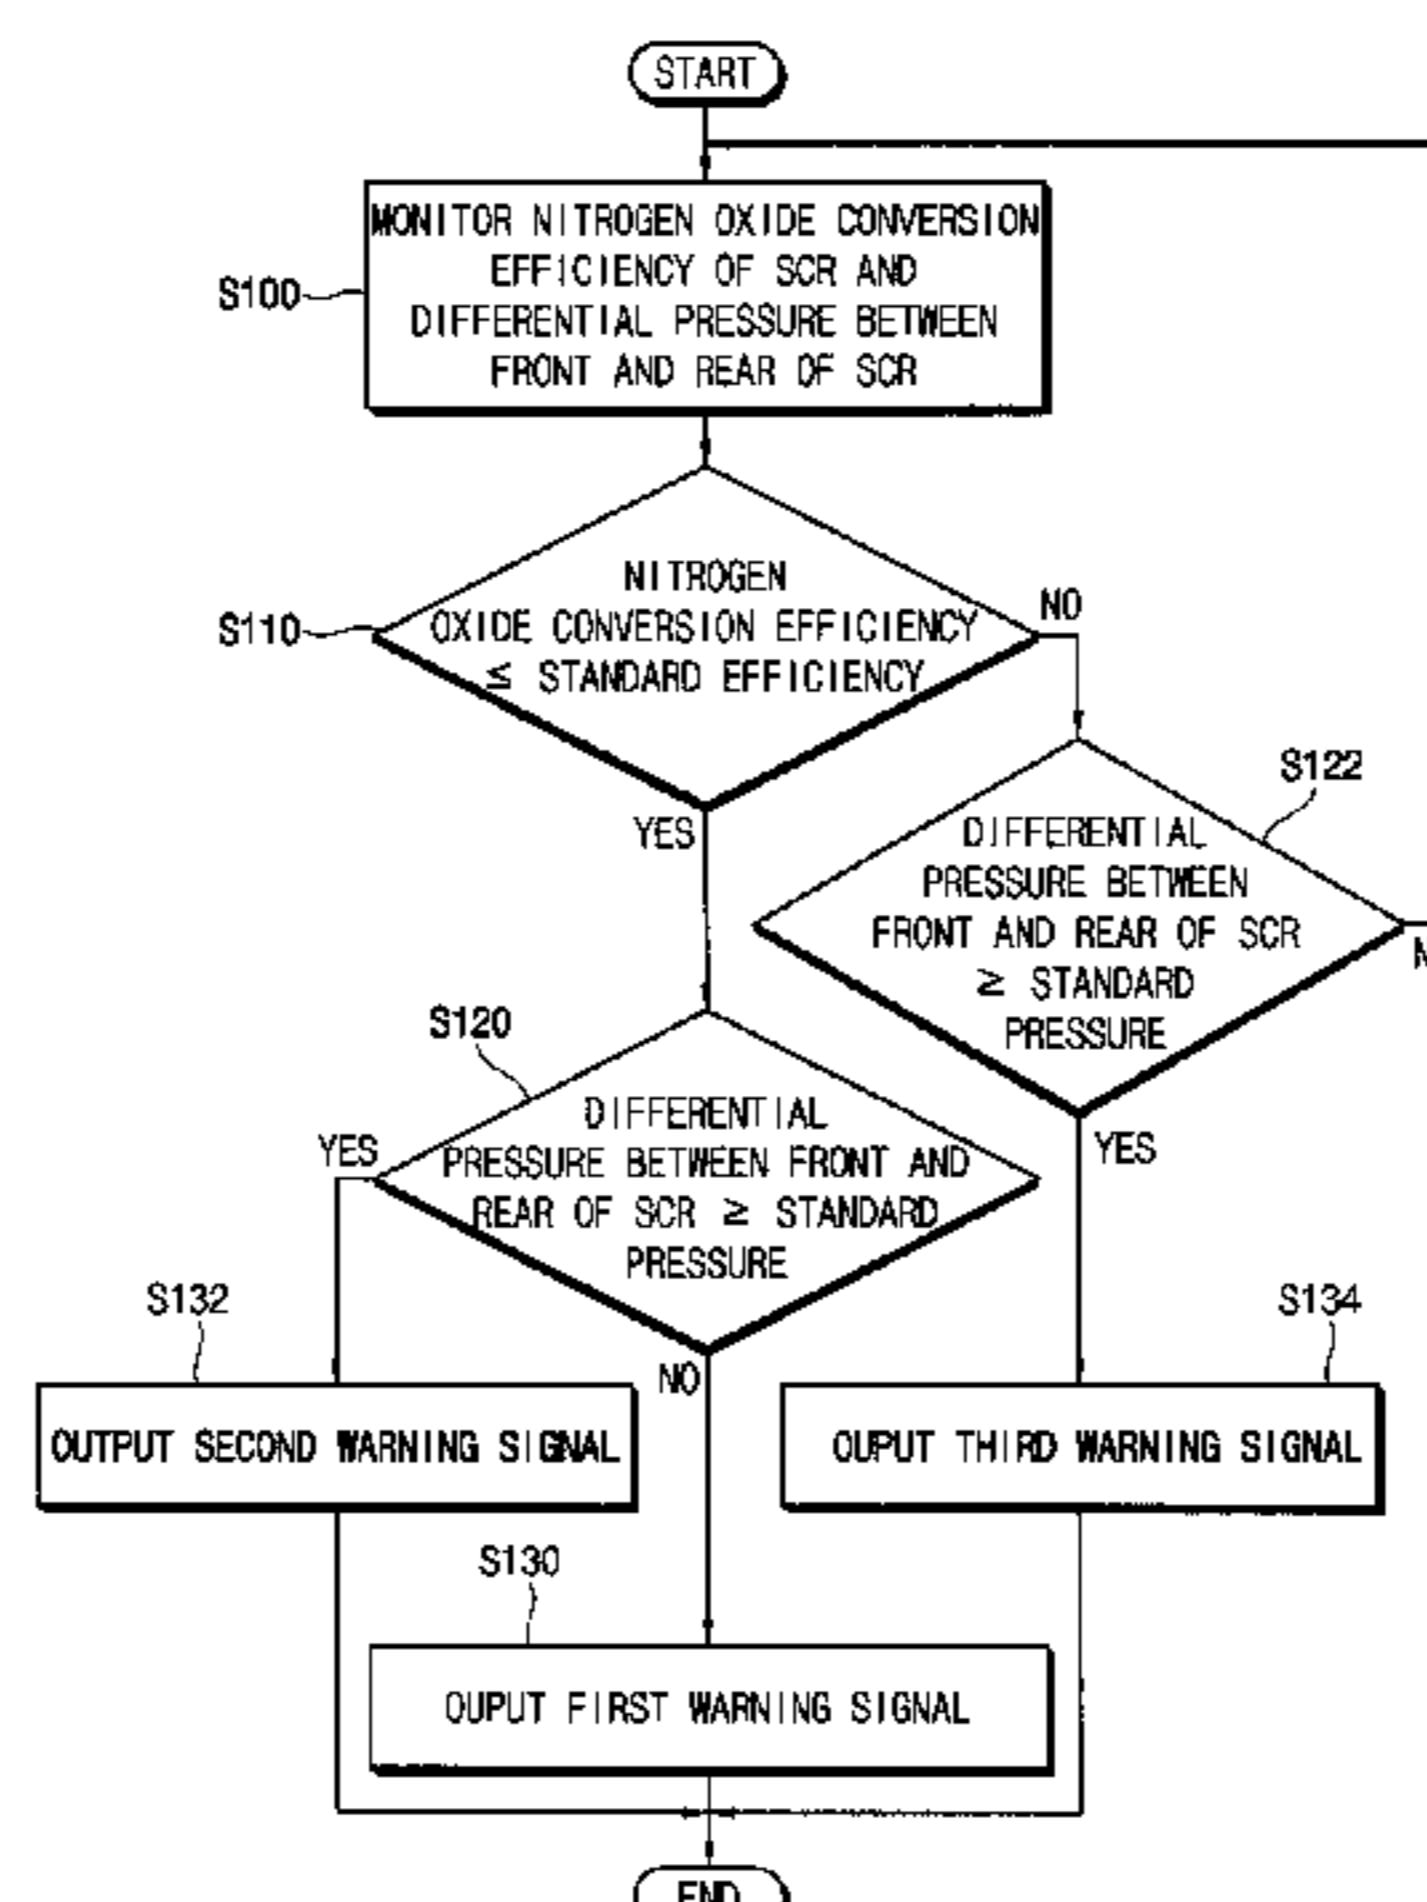 START
MONITOR NITROGEN OXIDE CONVERSION
EFFICIENCY OF SCR AND
DIFFERENTIAL PRESSURE BETWEEN
FRONT AND REAR OF SCR
S100
NITROGEN
OXIDE CONVERSION EFFICIENCY
≤ STANDARD EFFICIENCY
S110
NO
YES
S122
DIFFERENTIAL
PRESSURE BETWEEN
FRONT AND REAR OF SCR
≥ STANDARD
PRESSURE
YES
S120
DIFFERENTIAL
PRESSURE BETWEEN FRONT AND
REAR OF SCR ≥ STANDARD
PRESSURE
YES
NO
S132
OUTPUT SECOND WARNING SIGNAL
S134
OUPUT THIRD WARNING SIGNAL
S130
OUPUT FIRST WARNING SIGNAL
END